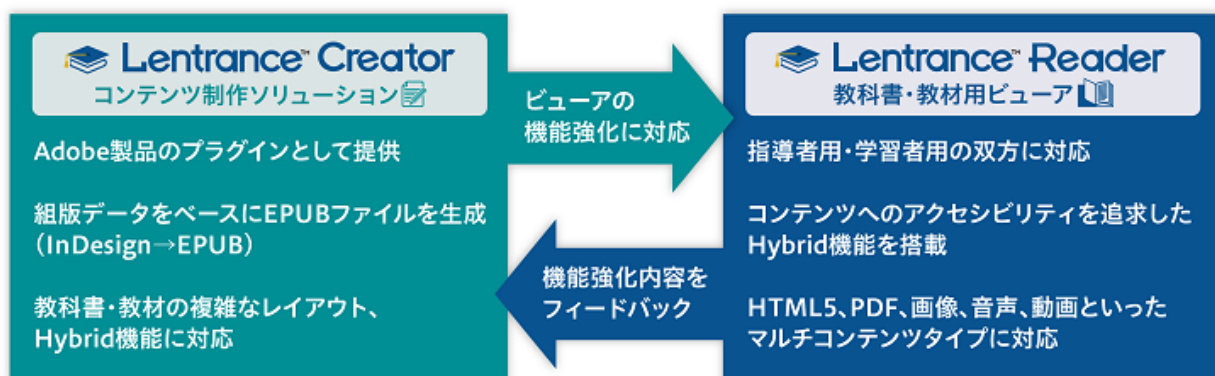 Lentrance™ Creator
コンテンツ制作ソリューション
Adobe製品のプラグインとして提供
組版データをベースにEPUBファイルを生成
（InDesign→EPUB）
教科書・教材の複雑なレイアウト、
Hybrid機能に対応
ビューアの
機能強化に対応
機能強化内容を
フィードバック
Lentrance™ Reader
教科書・教材用ビューア
指導者用・学習者用の双方に対応
コンテンツへのアクセシビリティを追求した
Hybrid機能を搭載
HTML5、PDF、画像、音声、動画といった
マルチコンテンツタイプに対応